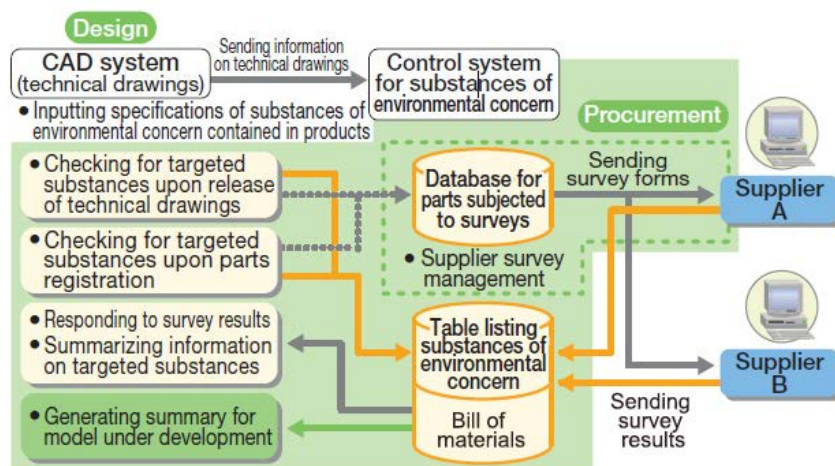 Design
CAD system
(technical drawings)
Sending information
on technical drawings
Control system
for substances of
environmental concern
• Inputting specifications of substances of
environmental concern contained in products
Procurement
• Checking for targeted
substances upon release
of technical drawings
• Checking for targeted
substances upon parts
registration
Database for
parts subjected
to surveys
Sending
survey forms
Supplier
A
• Supplier survey
management
• Responding to survey results
• Summarizing information
on targeted substances
Table listing
substances of
environmental
concern
Supplier
B
• Generating summary for
model under development
Bill of
materials
Sending
survey
results